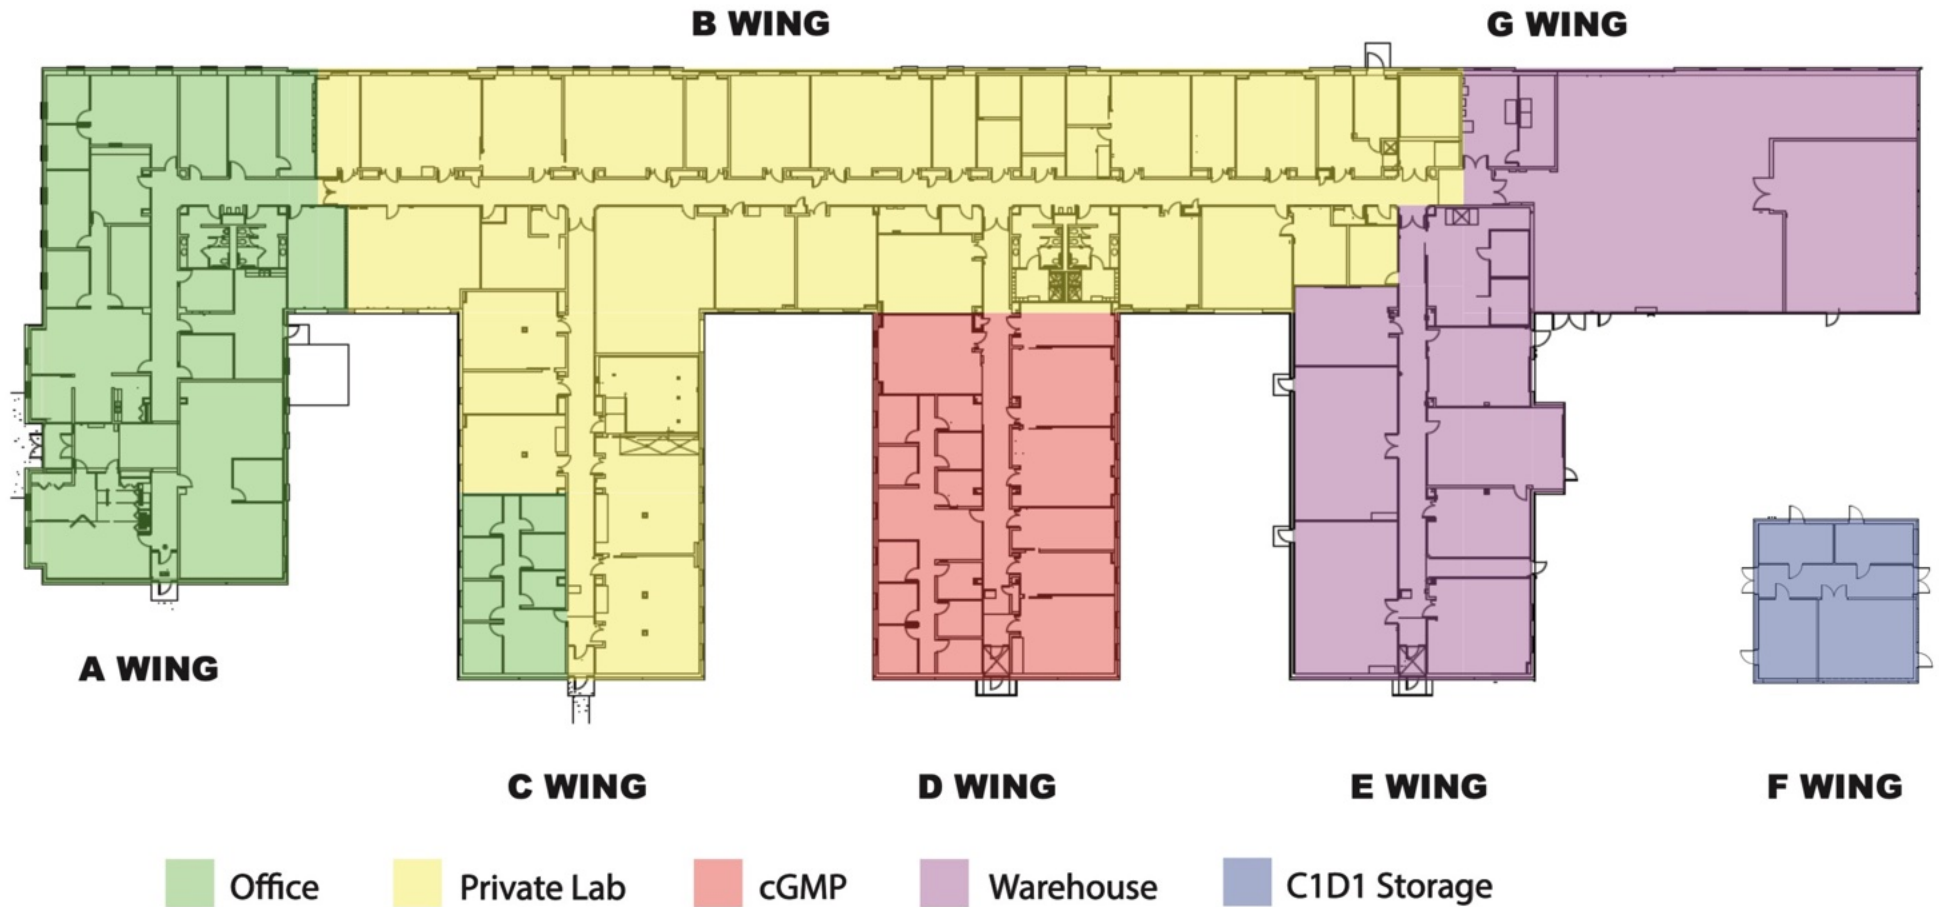 B WING
G WING
A WING
C WING
D WING
E WING
F WING
Office
Private Lab
cGMP
Warehouse
C1D1 Storage